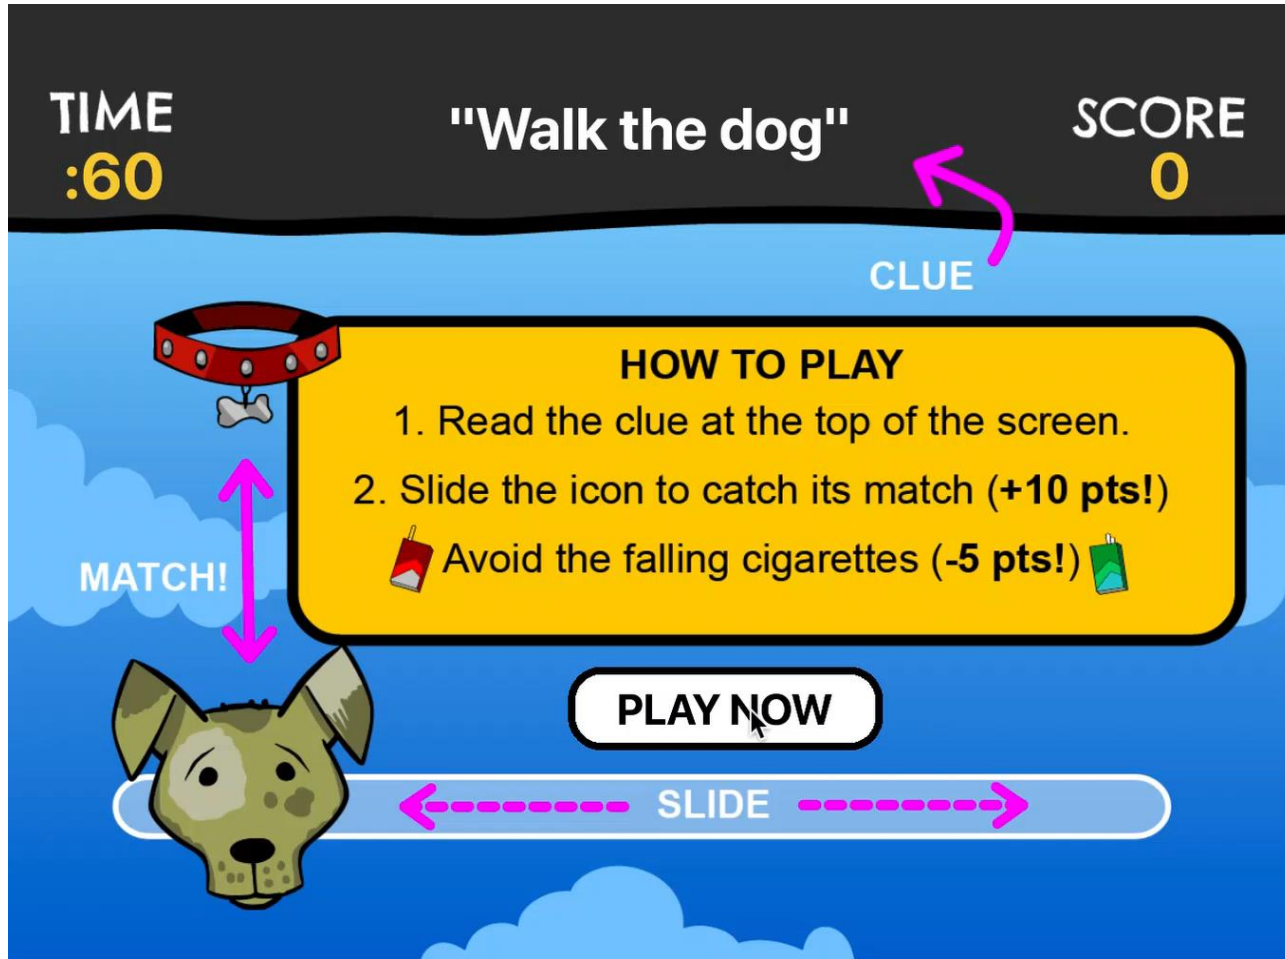 TIME
:60
"Walk the dog"
SCORE
0
CLUE
HOW TO PLAY
1. Read the clue at the top of the screen.
2. Slide the icon to catch its match (+10 pts!)
Avoid the falling cigarettes (-5 pts!)
MATCH!
PLAY NOW
SLIDE